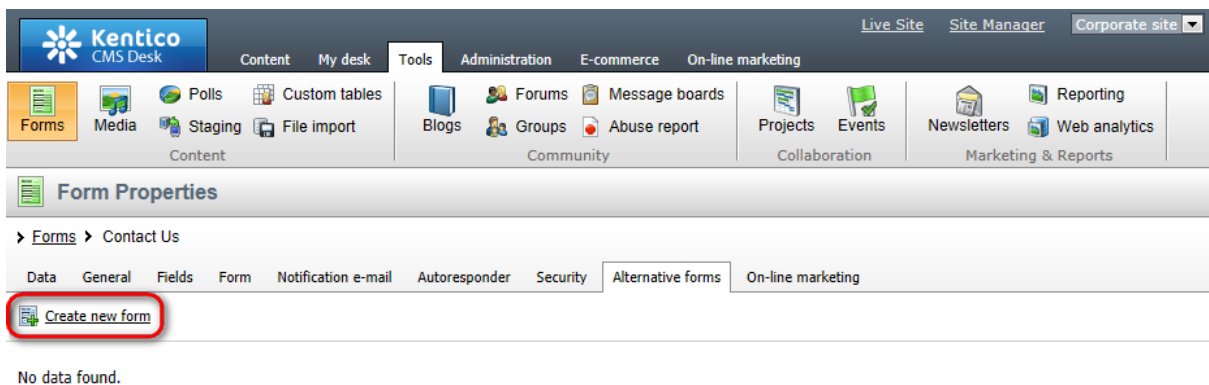 Live Site Site Manager Corporate site
Kentico
CMS Desk
Content My desk Tools Administration E-commerce On-line marketing
Forms Media Polls Custom tables Blogs Forums Message boards Projects Events Newsletters Reporting
Staging File import Groups Abuse report Web analytics
Content Community Collaboration Marketing & Reports
Form Properties
Forms Contact Us
Data General Fields Form Notification e-mail Autoresponder Security Alternative forms On-line marketing
Create new form
No data found.